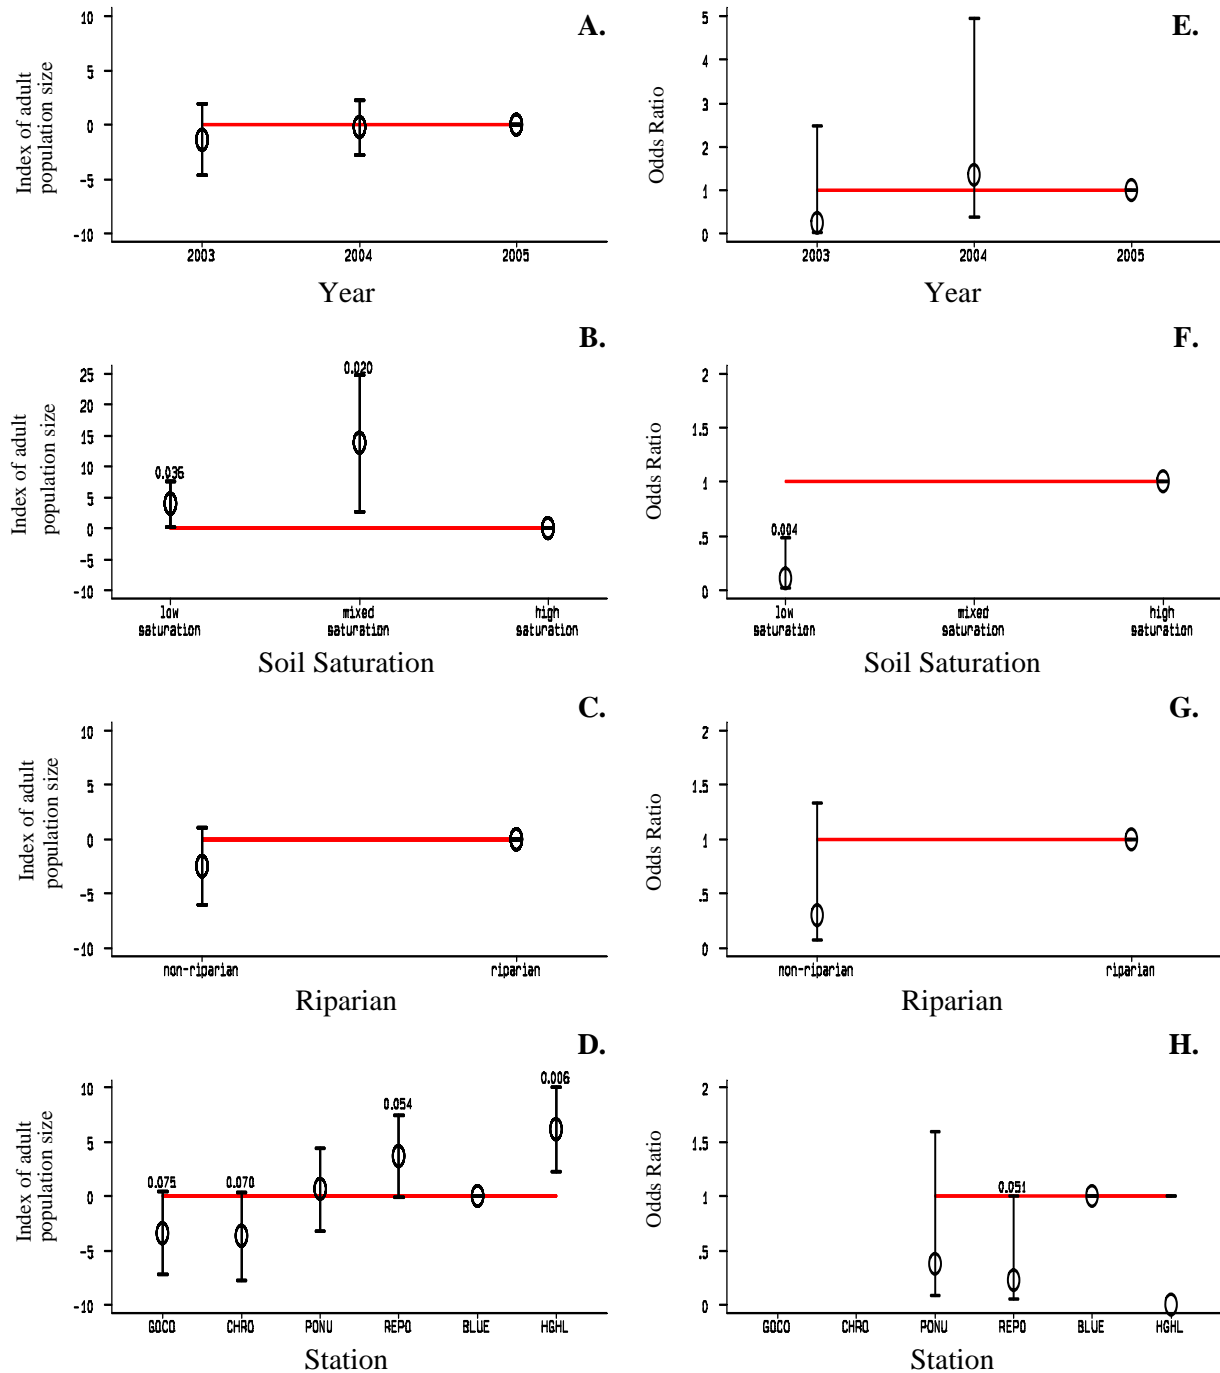 A.
Index of adult
population size
10
5
0
-5
-10
2003 2004 2005
Year
E.
Odds Ratio
5
4
3
2
1
0
2003 2004 2005
Year
B.
Index of adult
population size
25
20
15
10
5
0
-5
-10
0.036
0.020
low
saturation
mixed
saturation
high
saturation
Soil Saturation
F.
Odds Ratio
2
1.5
1
.5
0
0.004
low
saturation
mixed
saturation
high
saturation
Soil Saturation
C.
Index of adult
population size
10
5
0
-5
-10
non-riparian riparian
Riparian
G.
Odds Ratio
2
1.5
1
.5
0
non-riparian riparian
Riparian
D.
Index of adult
population size
10
5
0
-5
-10
0.075 0.070 0.054 0.006
GOCO CHRO PONU REPO BLUE HGHL
Station
H.
Odds Ratio
2
1.5
1
.5
0
0.051
GOCO CHRO PONU REPO BLUE HGHL
Station